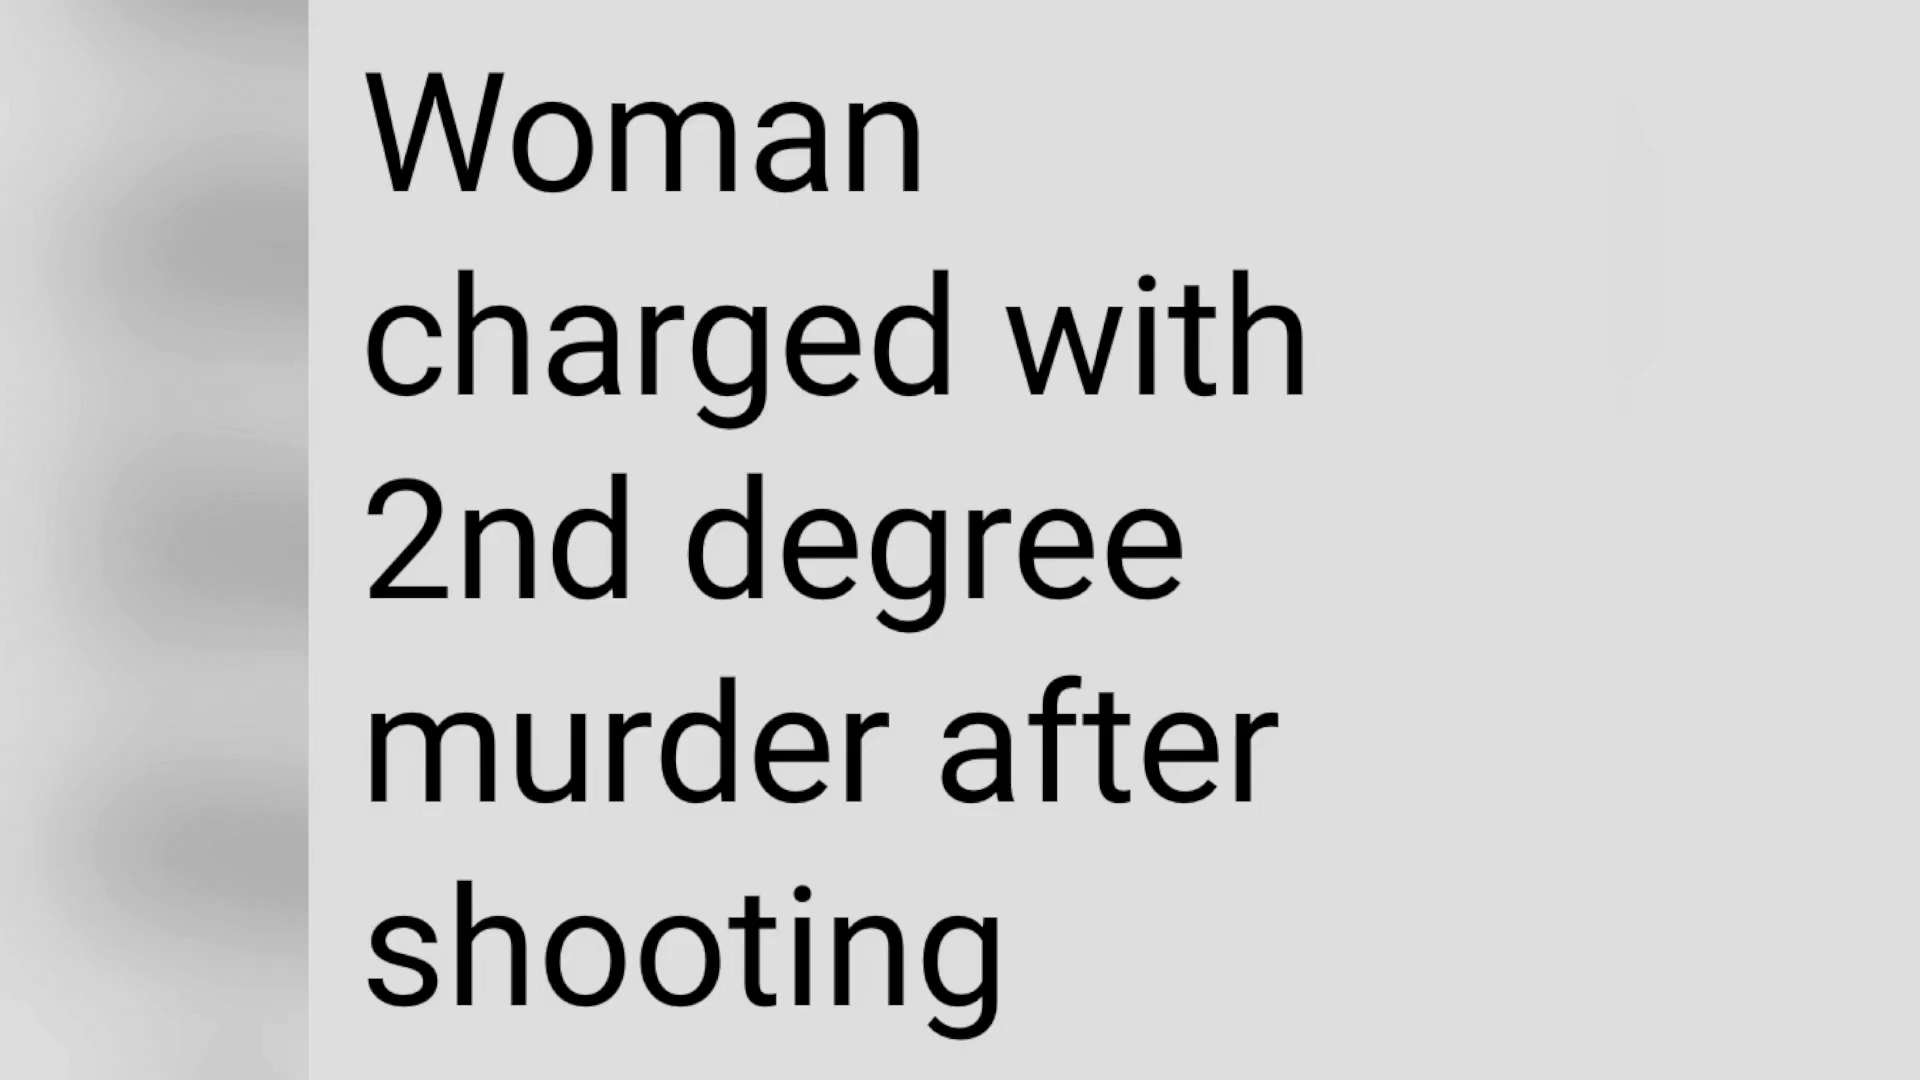 Woman
charged with
2nd degree
murder after
shooting